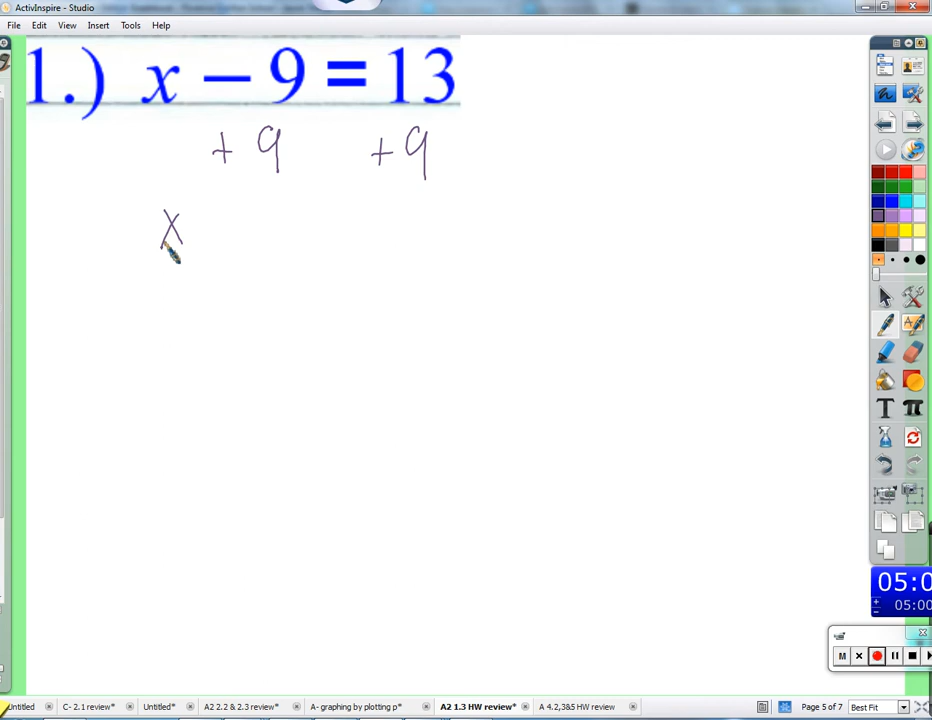 ActivInspire - Studio
File Edit View Insert Tools Help
1.) x − 9 = 13
+ 9 + 9
x
05:0
05:00
M
Untitled C- 2.1 review* Untitled* A2 2.2 & 2.3 review* A- graphing by plotting p* A2 1.3 HW review* A 4.2,3&5 HW review Page 5 of 7 Best Fit